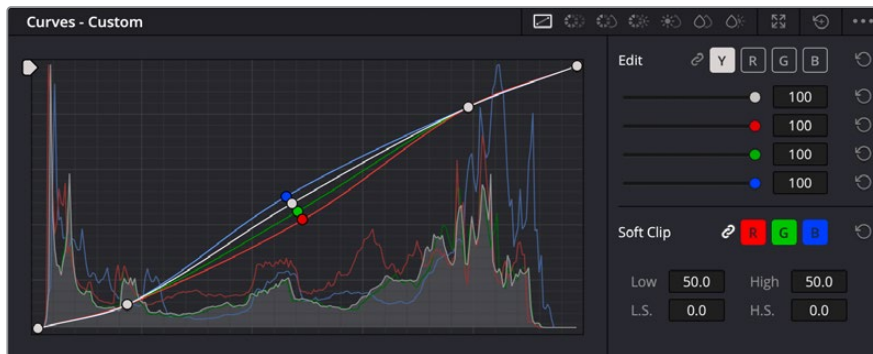 Curves - Custom
Edit Y R G B
100
100
100
100
Soft Clip R G B
Low 50.0 High 50.0
L.S. 0.0 H.S. 0.0